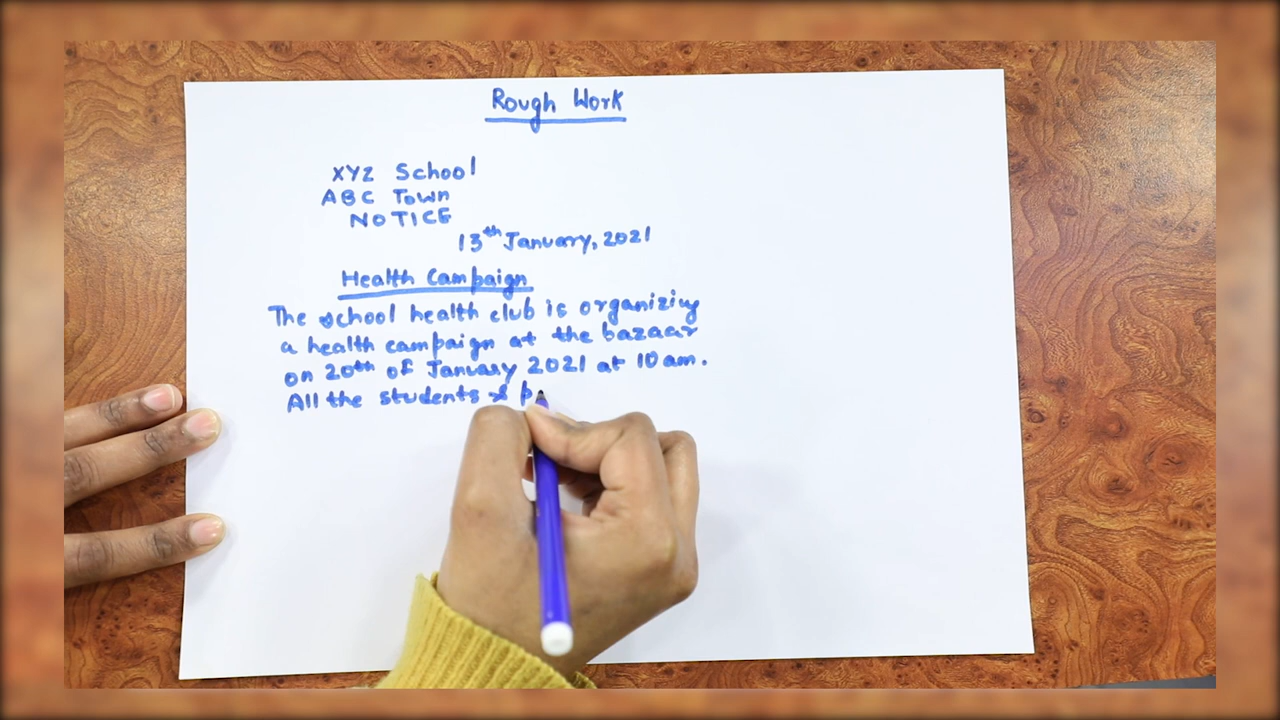 Rough Work
XYZ School
ABC Town
NOTICE
13th January, 2021
Health Campaign
The school health club is organizing
a health campaign at the bazaar
on 20th of January 2021 at 10 am.
All the students & p